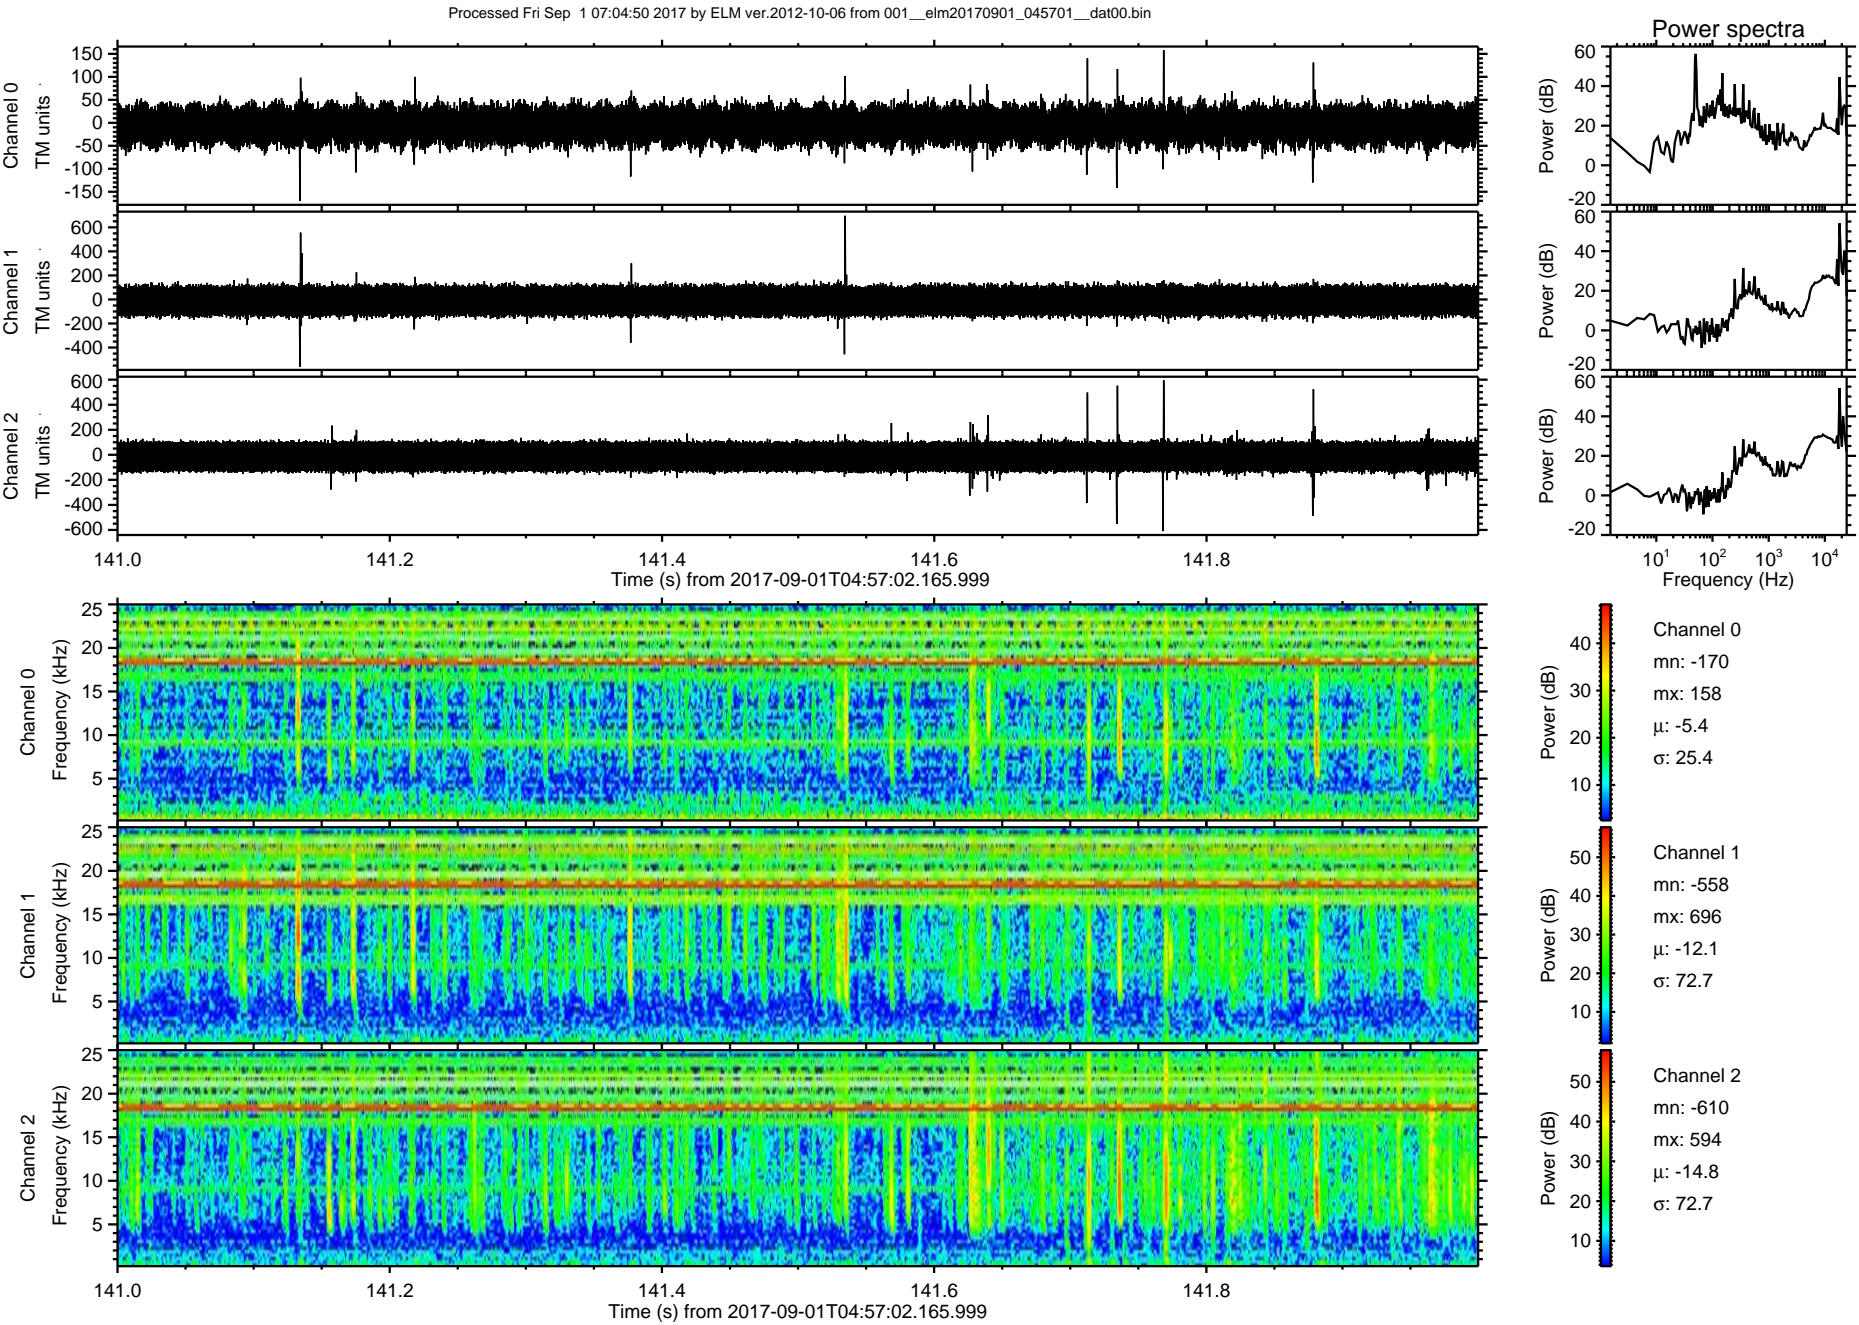 Processed Fri Sep  1 07:04:50 2017 by ELM ver.2012-10-06 from 001__elm20170901_045701__dat00.bin
Power spectra
Channel 0
TM units
150
100
50
0
-50
-100
-150
Power (dB)
60
40
20
0
-20
Channel 1
TM units
600
400
200
0
-200
-400
Power (dB)
60
40
20
0
-20
Channel 2
TM units
600
400
200
0
-200
-400
-600
Power (dB)
60
40
20
0
-20
141.0 141.2 141.4 141.6 141.8
Time (s) from 2017-09-01T04:57:02.165.999
10¹ 10² 10³ 10⁴
Frequency (Hz)
Channel 0
Frequency (kHz)
25
20
15
10
5
Power (dB)
40
30
20
10
Channel 0
mn: -170
mx: 158
μ: -5.4
σ: 25.4
Channel 1
Frequency (kHz)
25
20
15
10
5
Power (dB)
50
40
30
20
10
Channel 1
mn: -558
mx: 696
μ: -12.1
σ: 72.7
Channel 2
Frequency (kHz)
25
20
15
10
5
Power (dB)
50
40
30
20
10
Channel 2
mn: -610
mx: 594
μ: -14.8
σ: 72.7
141.0 141.2 141.4 141.6 141.8
Time (s) from 2017-09-01T04:57:02.165.999